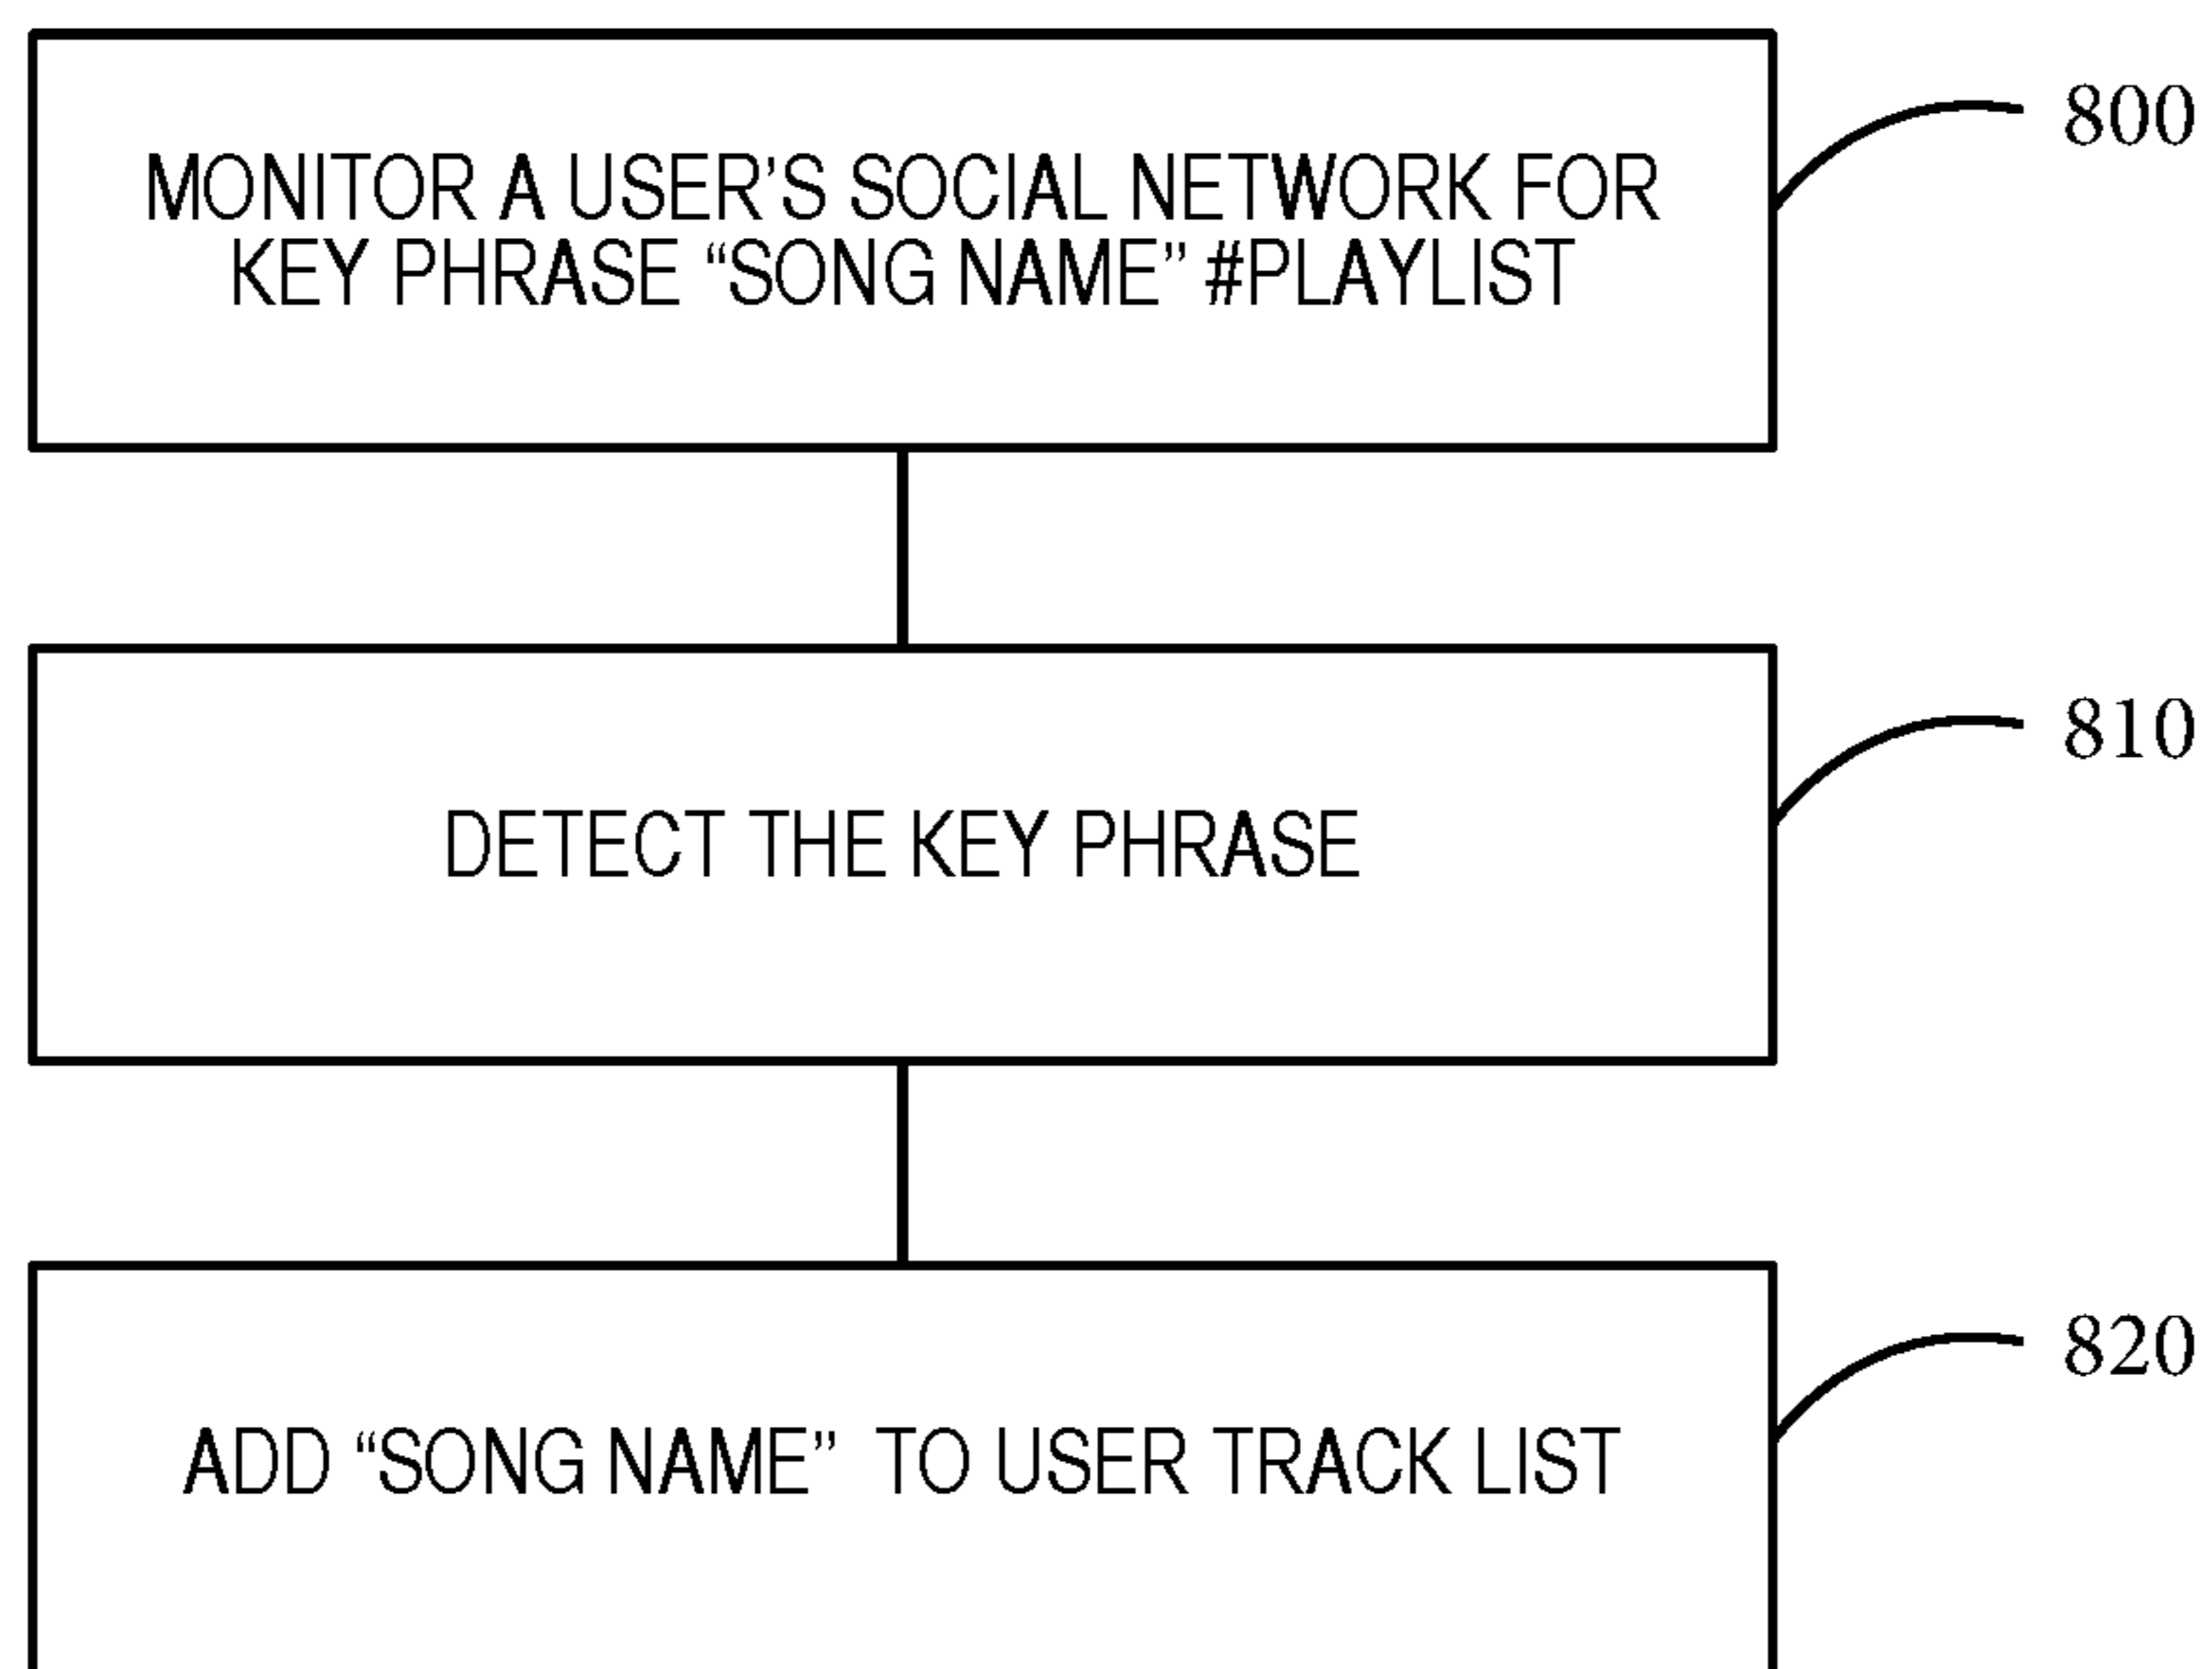 MONITOR A USER'S SOCIAL NETWORK FOR
KEY PHRASE “SONG NAME” #PLAYLIST
800
DETECT THE KEY PHRASE
810
ADD “SONG NAME” TO USER TRACK LIST
820